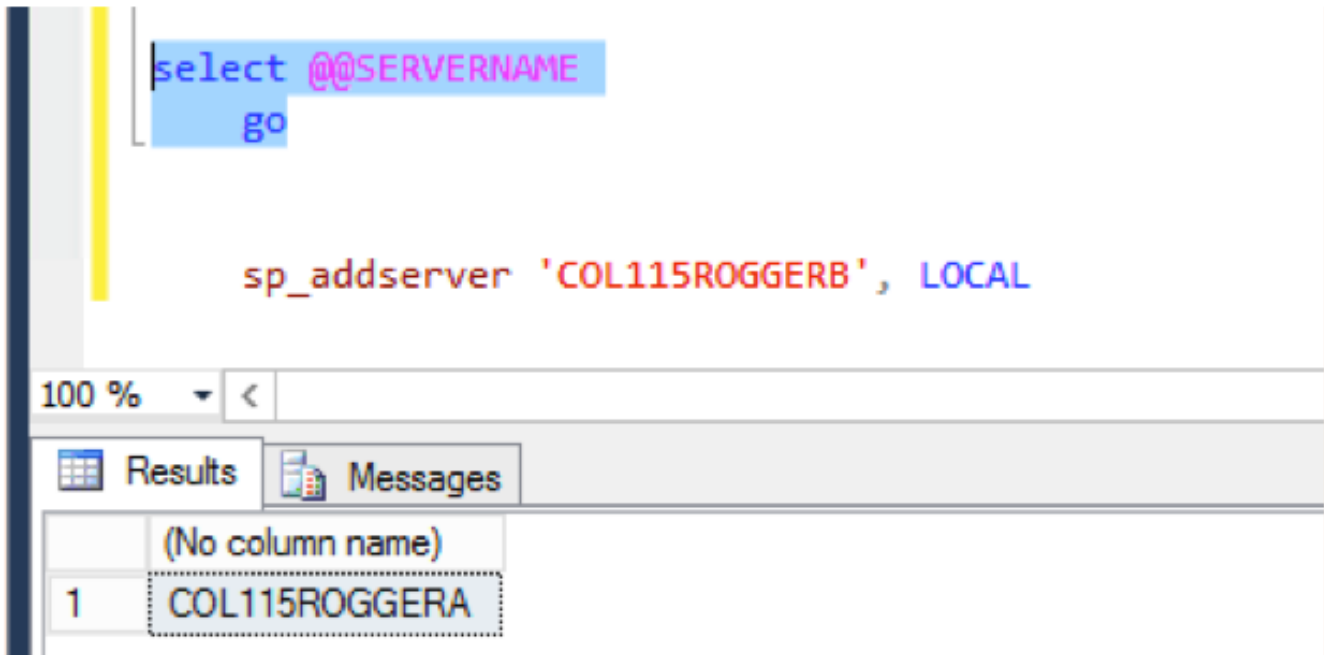 select @@SERVERNAME
go
sp_addserver 'COL115ROGGERB', LOCAL
100 %
Results Messages
(No column name)
1 COL115ROGGERA